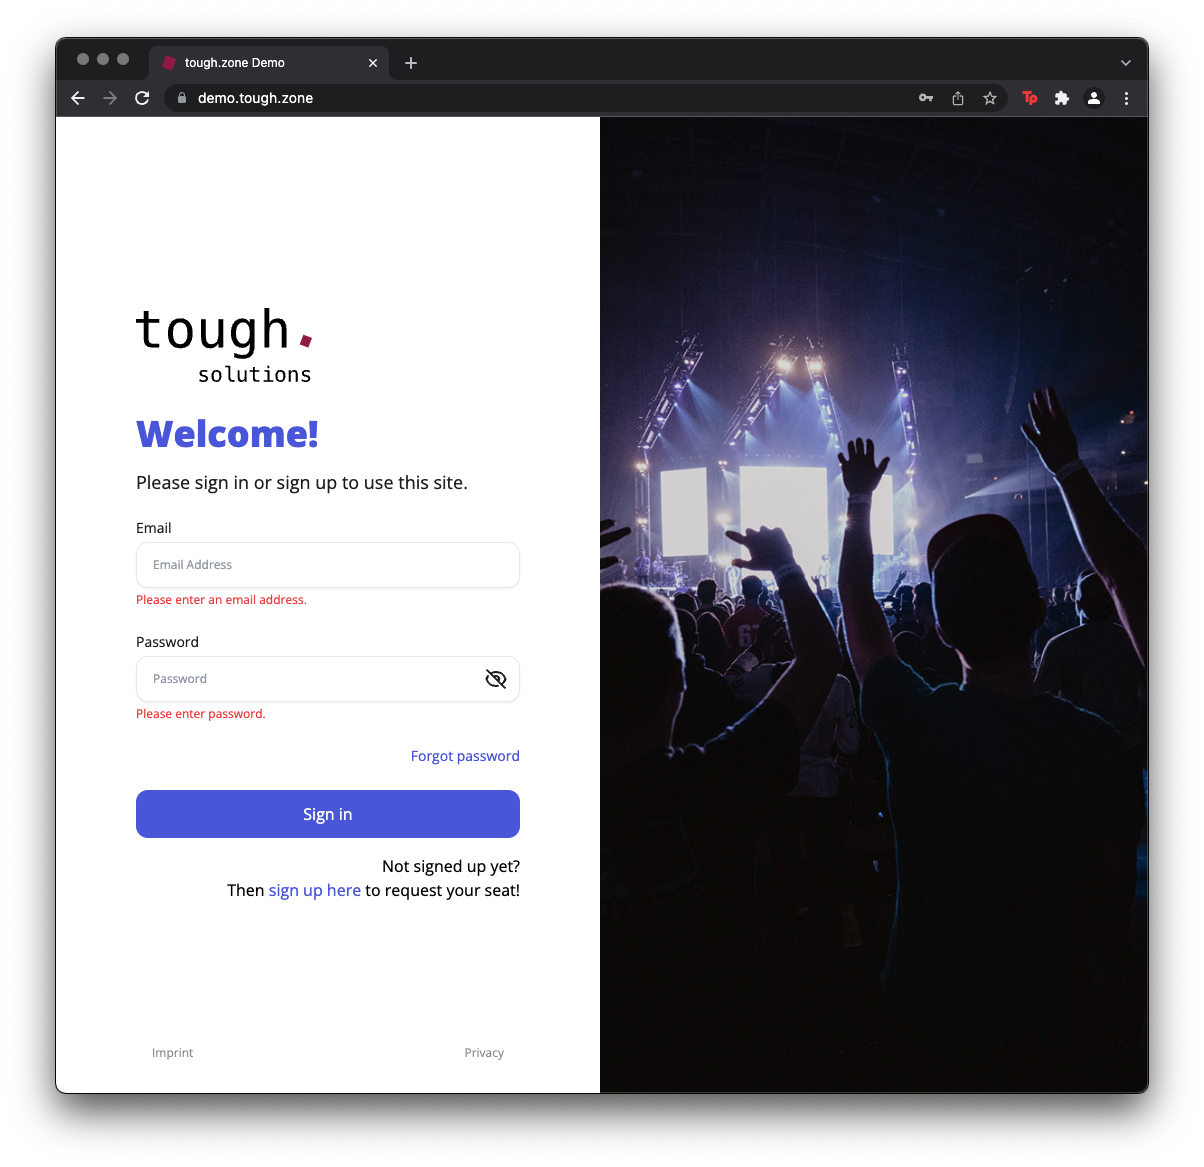 tough.zone Demo
demo.tough.zone
Tp
tough.
solutions
Welcome!
Please sign in or sign up to use this site.
Email
Email Address
Please enter an email address.
Password
Password
Please enter password.
Forgot password
Sign in
Not signed up yet?
Then sign up here to request your seat!
Imprint
Privacy
67